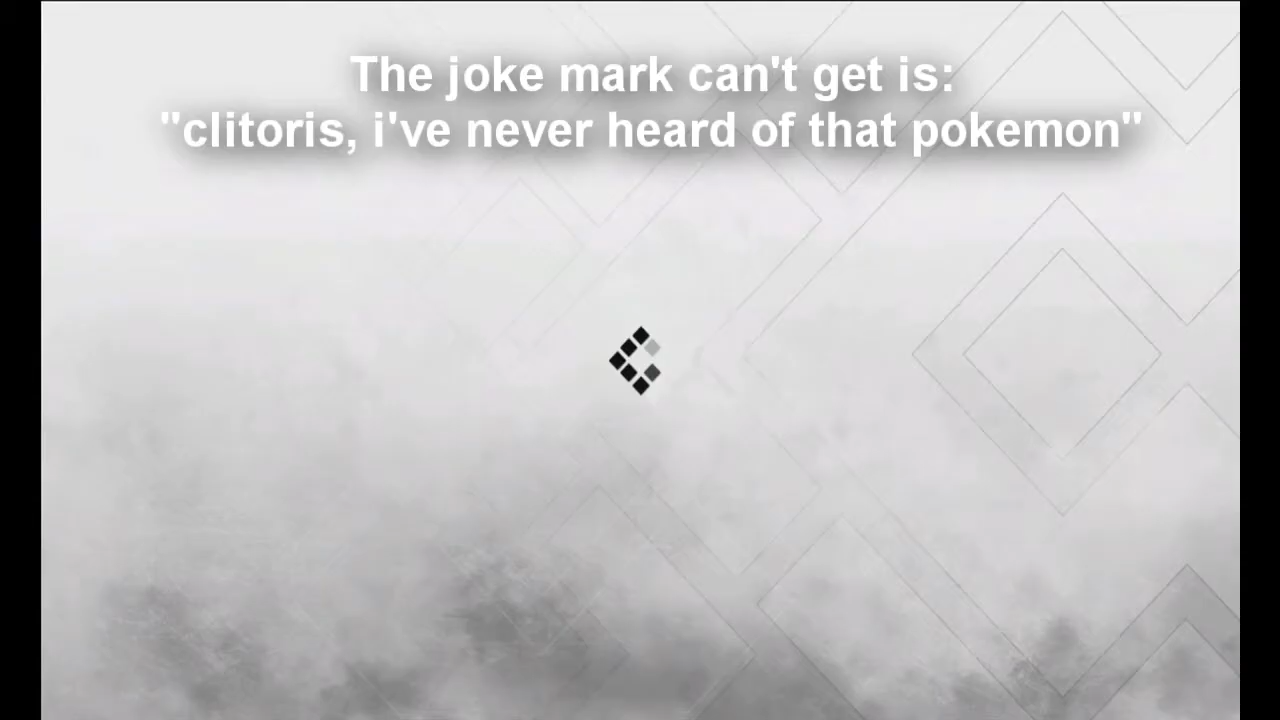 The joke mark can't get is:
"clitoris, i've never heard of that pokemon"